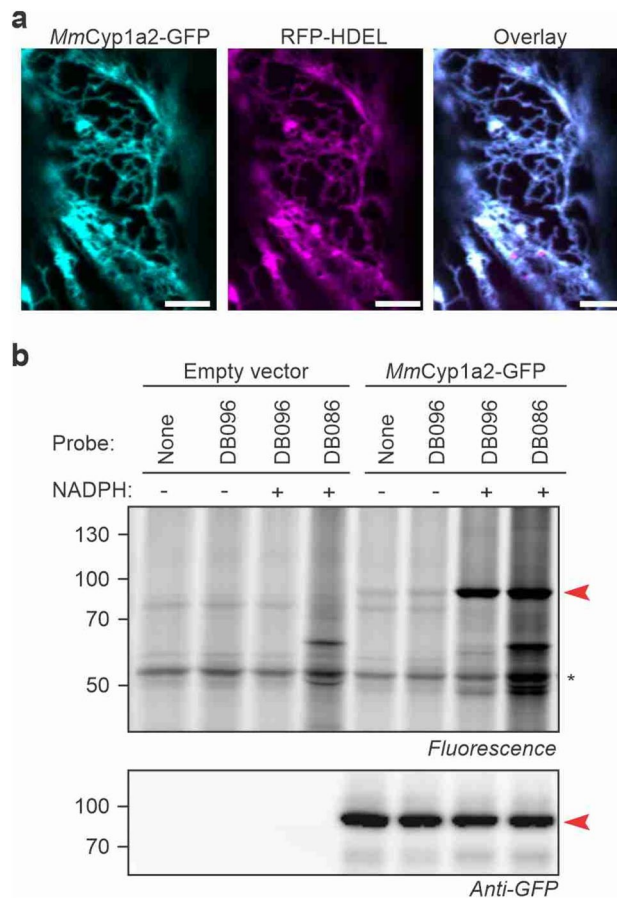 a
MmCyp1a2-GFP RFP-HDEL Overlay
b
Empty vector MmCyp1a2-GFP
Probe: None DB096 DB096 DB086 None DB096 DB096 DB086
NADPH: - - + + - - + +
130
100
70
50
*
Fluorescence
100
70
Anti-GFP